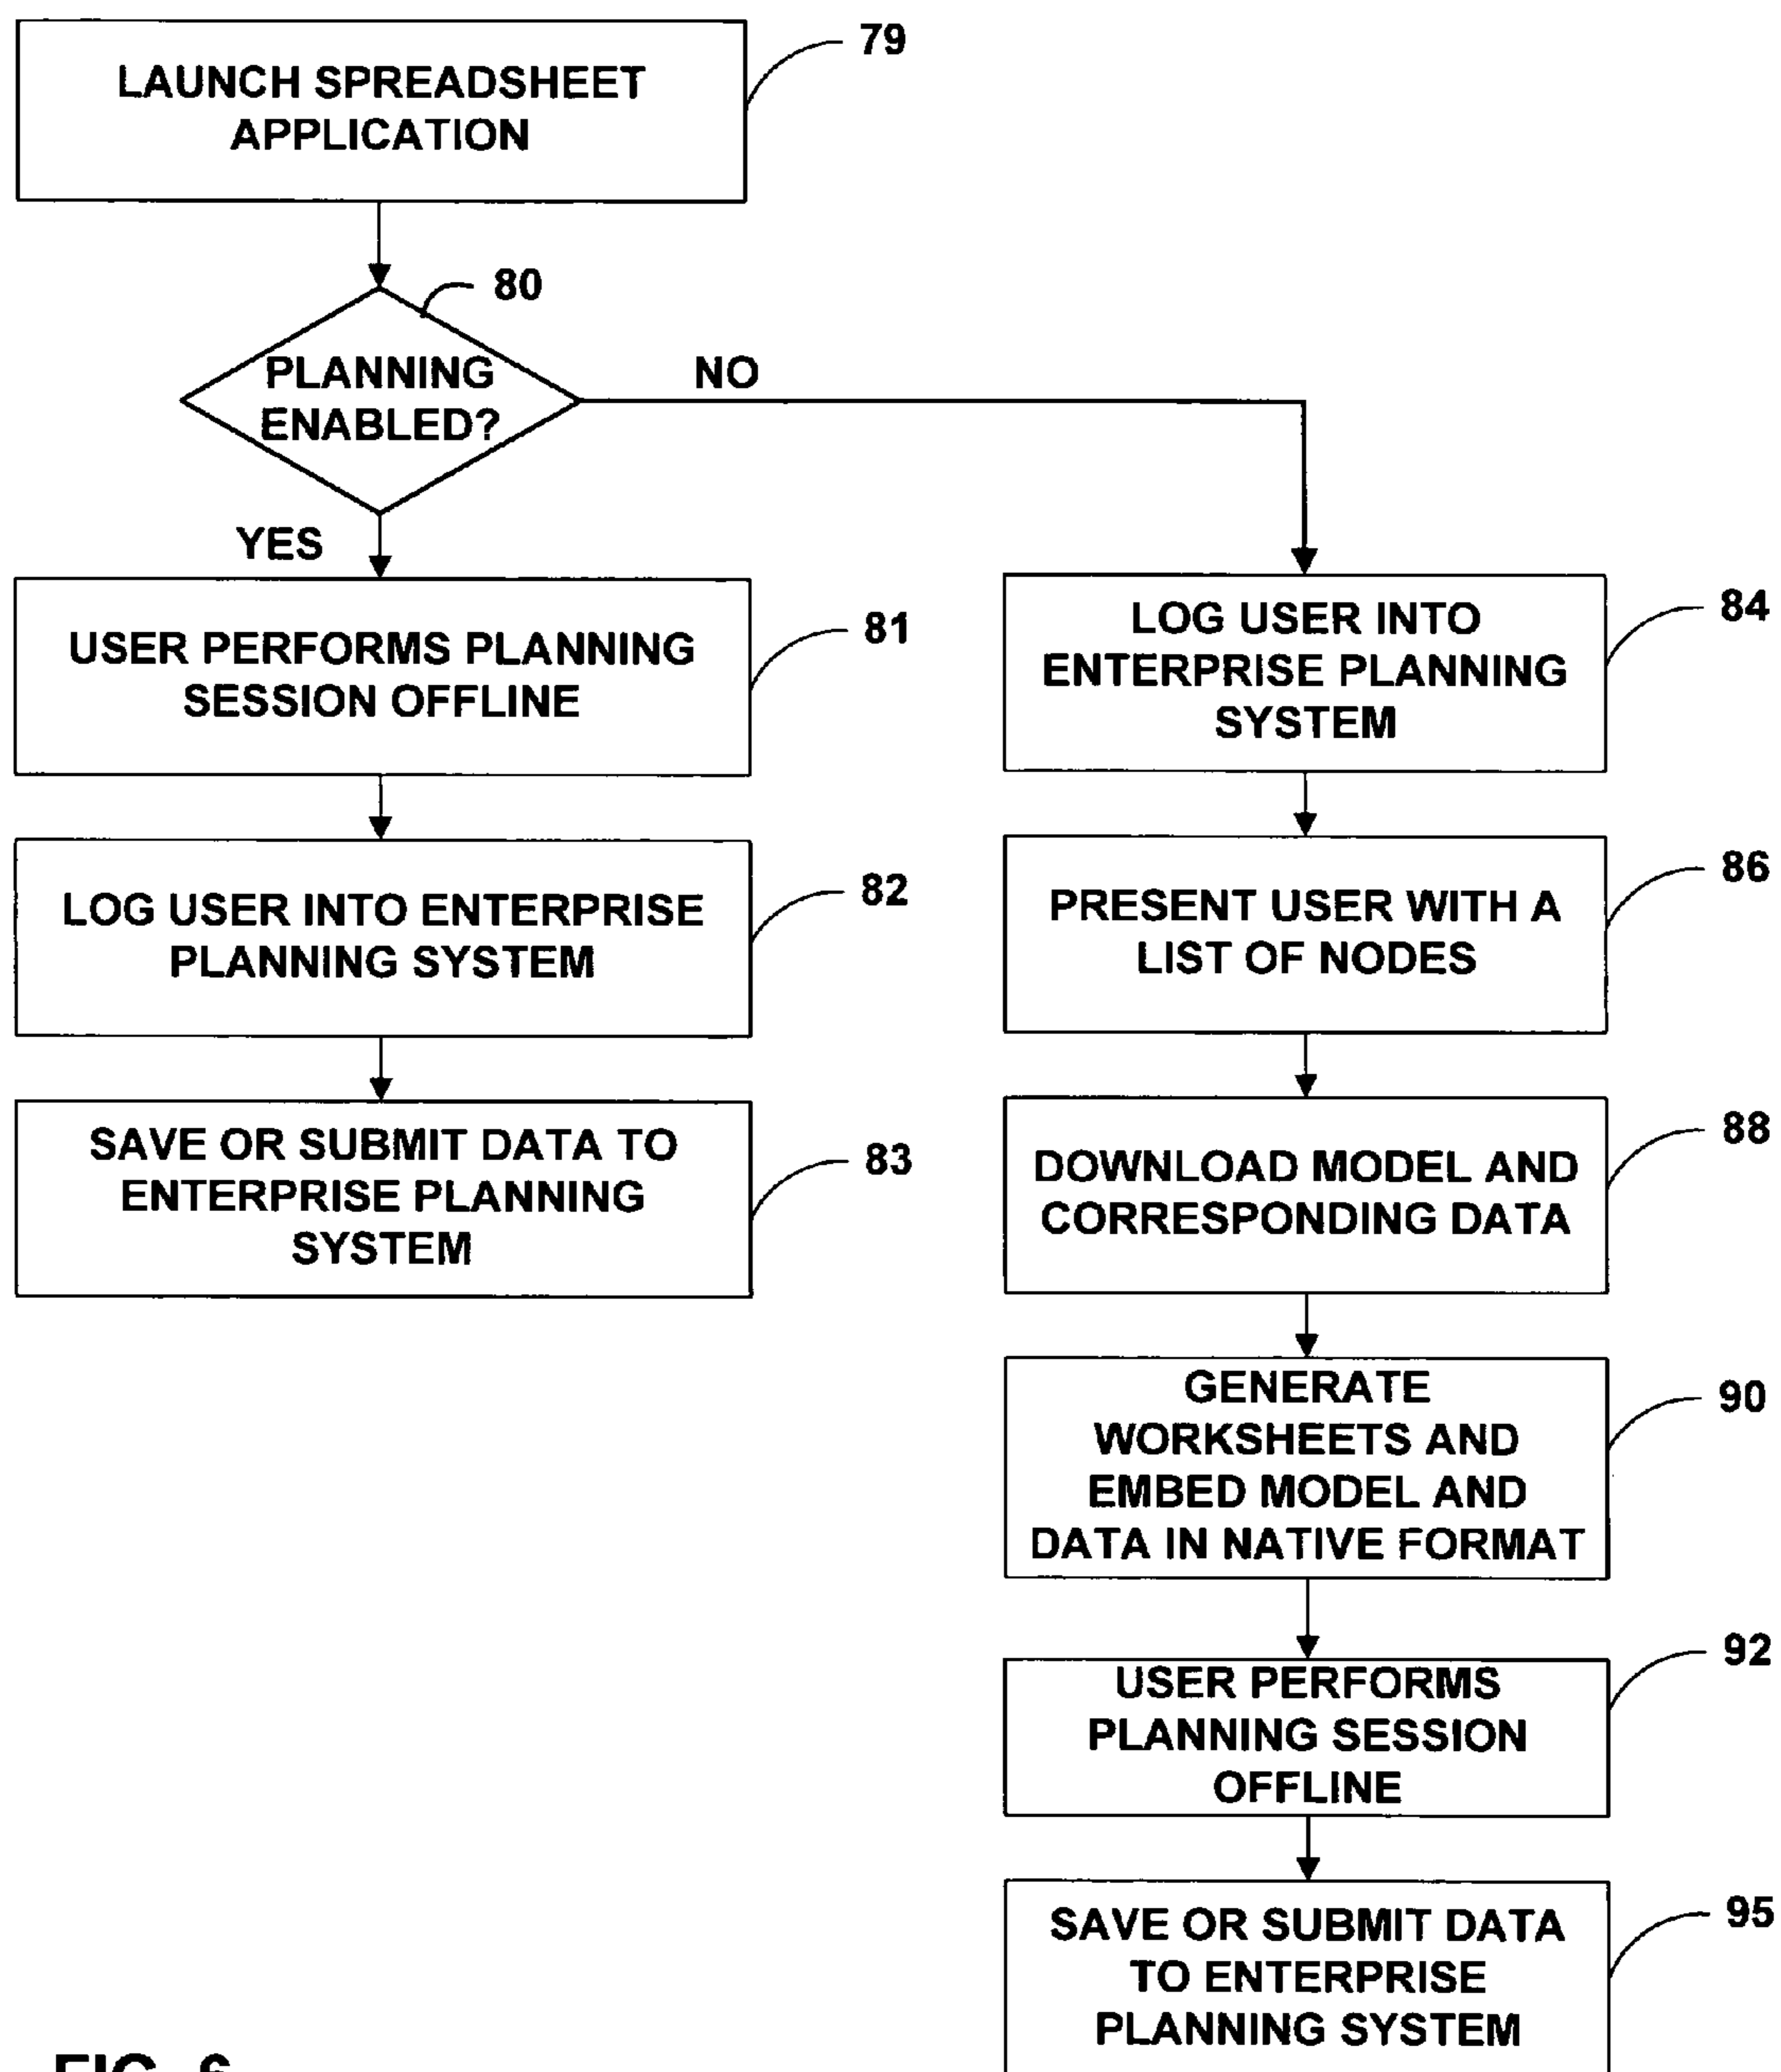 LAUNCH SPREADSHEET
APPLICATION
79
80
PLANNING
ENABLED?
NO
YES
USER PERFORMS PLANNING
SESSION OFFLINE
81
LOG USER INTO ENTERPRISE
PLANNING SYSTEM
82
SAVE OR SUBMIT DATA TO
ENTERPRISE PLANNING
SYSTEM
83
LOG USER INTO
ENTERPRISE PLANNING
SYSTEM
84
PRESENT USER WITH A
LIST OF NODES
86
DOWNLOAD MODEL AND
CORRESPONDING DATA
88
GENERATE
WORKSHEETS AND
EMBED MODEL AND
DATA IN NATIVE FORMAT
90
USER PERFORMS
PLANNING SESSION
OFFLINE
92
SAVE OR SUBMIT DATA
TO ENTERPRISE
PLANNING SYSTEM
95
FIG. 6